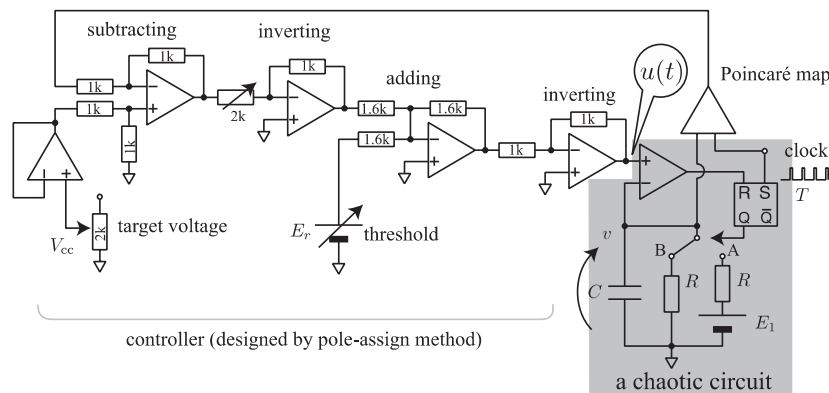 subtracting
inverting
adding
inverting
u(t)
Poincaré map
1k
1k
1k
1k
2k
1k
1.6k
1.6k
1.6k
1k
1k
clock
T
R S
Q Q̅
V_cc
2k
target voltage
E_r
threshold
v
B
A
C
R
R
E_1
controller (designed by pole-assign method)
a chaotic circuit